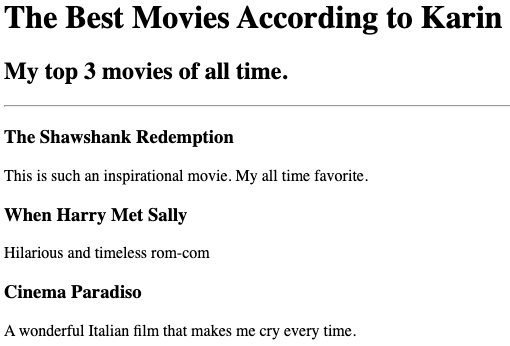 The Best Movies According to Karin
My top 3 movies of all time.
The Shawshank Redemption
This is such an inspirational movie. My all time favorite.
When Harry Met Sally
Hilarious and timeless rom-com
Cinema Paradiso
A wonderful Italian film that makes me cry every time.